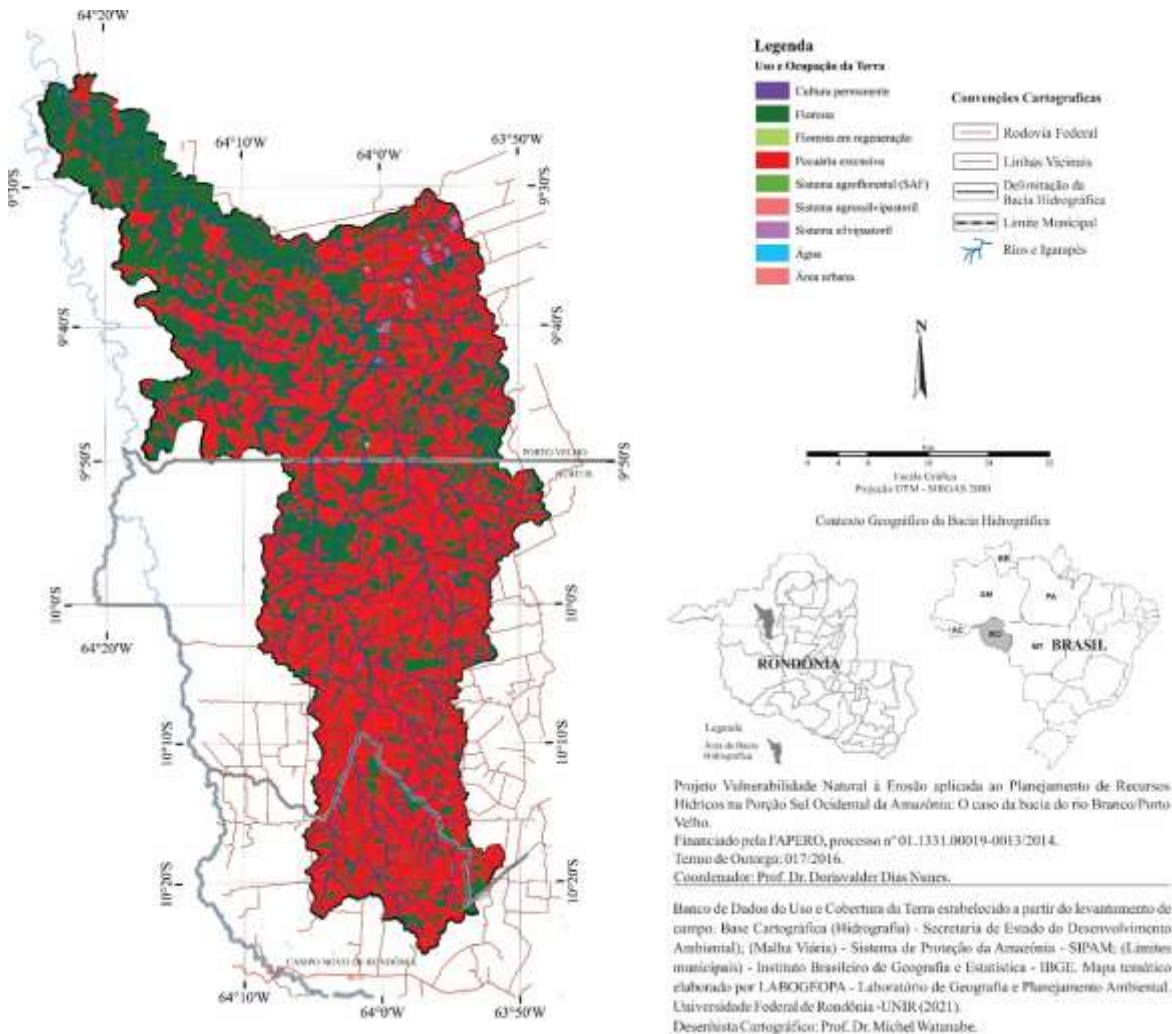 64°20'W
64°10'W
64°0'W
63°50'W
9°30'S
9°30'S
9°40'S
9°40'S
9°50'S
PORTO VELHO
BURITIS
9°50'S
10°0'S
10°0'S
64°20'W
10°10'S
10°10'S
10°20'S
10°20'S
CAMPO NOVO DE RONDÔNIA
64°10'W
64°0'W
63°50'W
Legenda
Uso e Ocupação da Terra
Cultura permanente
Floresta
Floresta em regeneração
Pecuária extensiva
Sistema agroflorestal (SAF)
Sistema agrossilvipastoril
Sistema silvipastoril
Água
Área urbana
Convenções Cartograficas
Rodovia Federal
Linhas Vicinais
Delimitação da
Bacia Hidrográfica
Limite Municipal
Rios e Igarapés
N
Km
Escala Gráfica
Projeção UTM - SIRGAS 2000
Contexto Geográfico da Bacia Hidrográfica
RONDÔNIA
Legenda
Área da Bacia
Hidrográfica
RR
AM
PA
AC
RO
MT
BRASIL
Projeto Vulnerabilidade Natural à Erosão aplicada ao Planejamento de Recursos
Hídricos na Porção Sul Ocidental da Amazônia: O caso da bacia do rio Branco/Porto
Velho.
Financiado pela FAPERO, processo n° 01.1331.00019-0013/2014.
Termo de Outorga: 017/2016.
Coordenador: Prof. Dr. Dorisvalder Dias Nunes.
Banco de Dados do Uso e Cobertura da Terra estabelecido a partir do levantamento de
campo. Base Cartográfica (Hidrografia) - Secretaria de Estado do Desenvolvimento
Ambiental; (Malha Viária) - Sistema de Proteção da Amazônia - SIPAM; (Limites
municipais) - Instituto Brasileiro de Geografia e Estatística - IBGE. Mapa temático
elaborado por LABOGEOPA - Laboratório de Geografia e Planejamento Ambiental.
Universidade Federal de Rondônia -UNIR (2021).
Desenhista Cartográfico: Prof. Dr. Michel Watanabe.